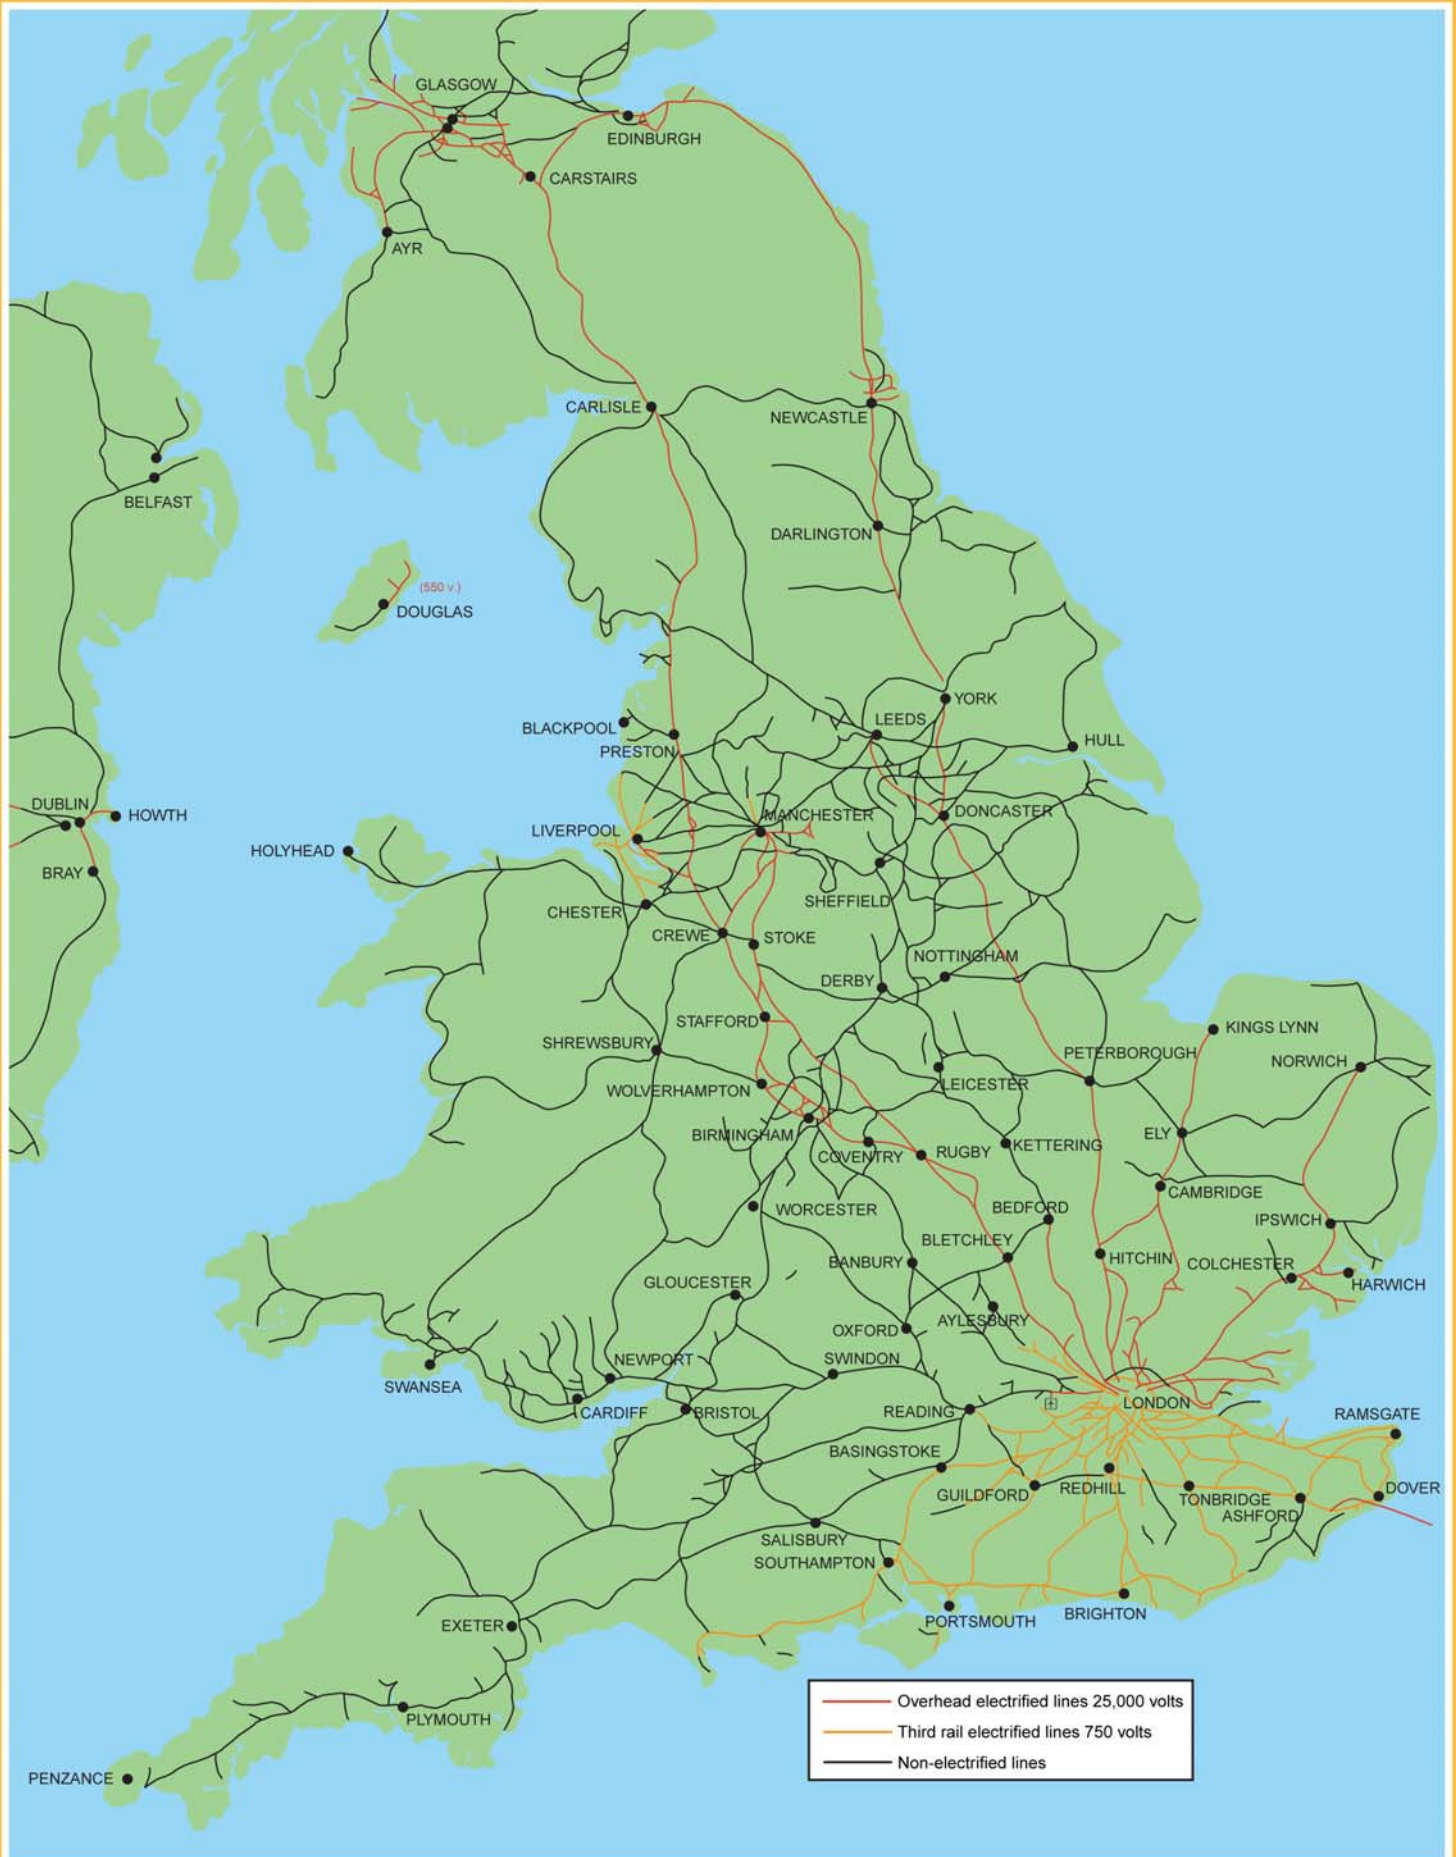 GLASGOW
EDINBURGH
CARSTAIRS
AYR
CARLISLE
NEWCASTLE
BELFAST
DARLINGTON
(550 v.)
DOUGLAS
YORK
LEEDS
BLACKPOOL
HULL
PRESTON
DUBLIN
HOWTH
MANCHESTER
DONCASTER
LIVERPOOL
HOLYHEAD
BRAY
SHEFFIELD
CHESTER
CREWE
STOKE
NOTTINGHAM
DERBY
STAFFORD
KINGS LYNN
SHREWSBURY
PETERBOROUGH
NORWICH
WOLVERHAMPTON
LEICESTER
BIRMINGHAM
ELY
KETTERING
COVENTRY
RUGBY
CAMBRIDGE
WORCESTER
BEDFORD
IPSWICH
BLETCHLEY
BANBURY
HITCHIN
COLCHESTER
GLOUCESTER
HARWICH
AYLESBURY
OXFORD
NEWPORT
SWINDON
SWANSEA
LONDON
CARDIFF
BRISTOL
READING
RAMSGATE
BASINGSTOKE
DOVER
GUILDFORD
REDHILL
TONBRIDGE
ASHFORD
SALISBURY
SOUTHAMPTON
BRIGHTON
PORTSMOUTH
EXETER
Overhead electrified lines 25,000 volts
PLYMOUTH
Third rail electrified lines 750 volts
Non-electrified lines
PENZANCE